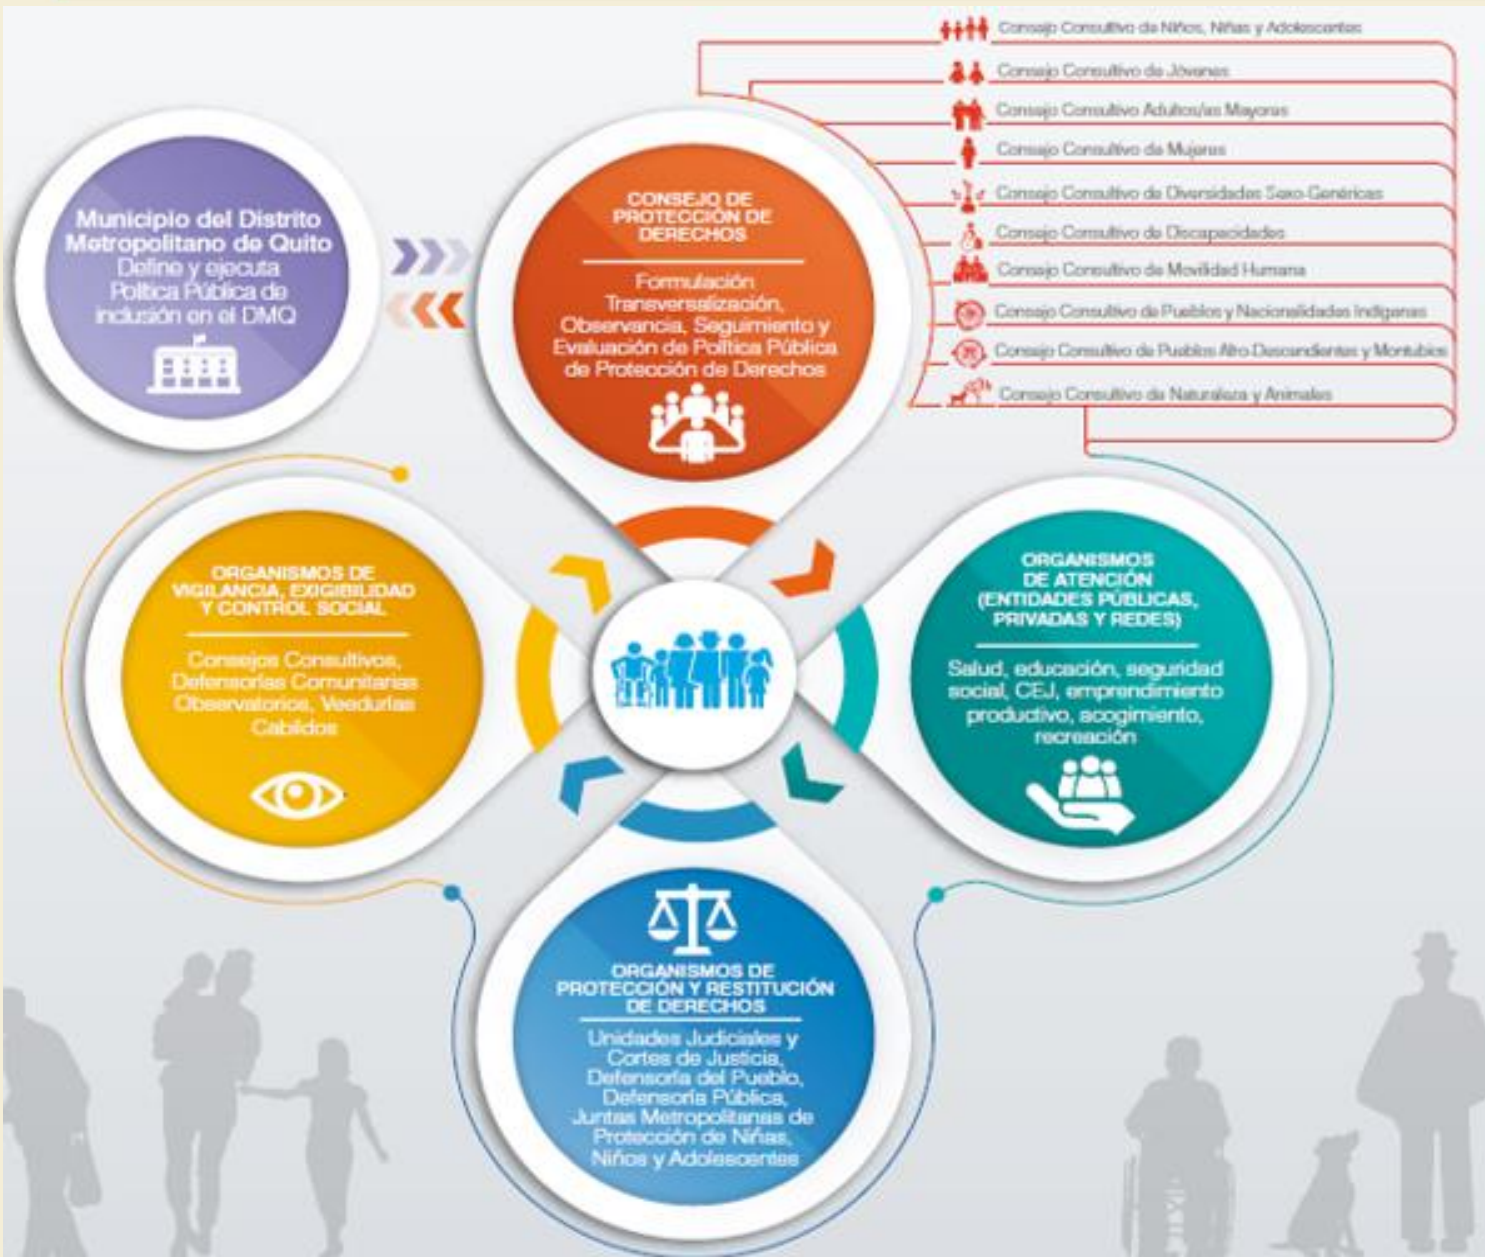 Consejo Consultivo de Niños, Niñas y Adolescentes
Consejo Consultivo de Jóvenes
Consejo Consultivo Adultos/as Mayores
Consejo Consultivo de Mujeres
Consejo Consultivo de Diversidades Sexo-Genéricas
Consejo Consultivo de Discapacidades
Consejo Consultivo de Movilidad Humana
Consejo Consultivo de Pueblos y Nacionalidades Indígenas
Consejo Consultivo de Pueblos Afro-Descendientes y Montubios
Consejo Consultivo de Naturaleza y Animales
Municipio del Distrito
Metropolitano de Quito
Define y ejecuta
Política Pública de
inclusión en el DMQ
CONSEJO DE
PROTECCIÓN DE
DERECHOS
Formulación
Transversalización,
Observancia, Seguimiento y
Evaluación de Política Pública
de Protección de Derechos
ORGANISMOS DE
VIGILANCIA, EXIGIBILIDAD
Y CONTROL SOCIAL
Consejos Consultivos,
Defensorías Comunitarias
Observatorios, Veedurías
Cabildos
ORGANISMOS
DE ATENCIÓN
(ENTIDADES PÚBLICAS,
PRIVADAS Y REDES)
Salud, educación, seguridad
social, CEJ, emprendimiento
productivo, acogimiento,
recreación
ORGANISMOS DE
PROTECCIÓN Y RESTITUCIÓN
DE DERECHOS
Unidades Judiciales y
Cortes de Justicia,
Defensoría del Pueblo,
Defensoría Pública,
Juntas Metropolitanas de
Protección de Niñas,
Niños y Adolescentes